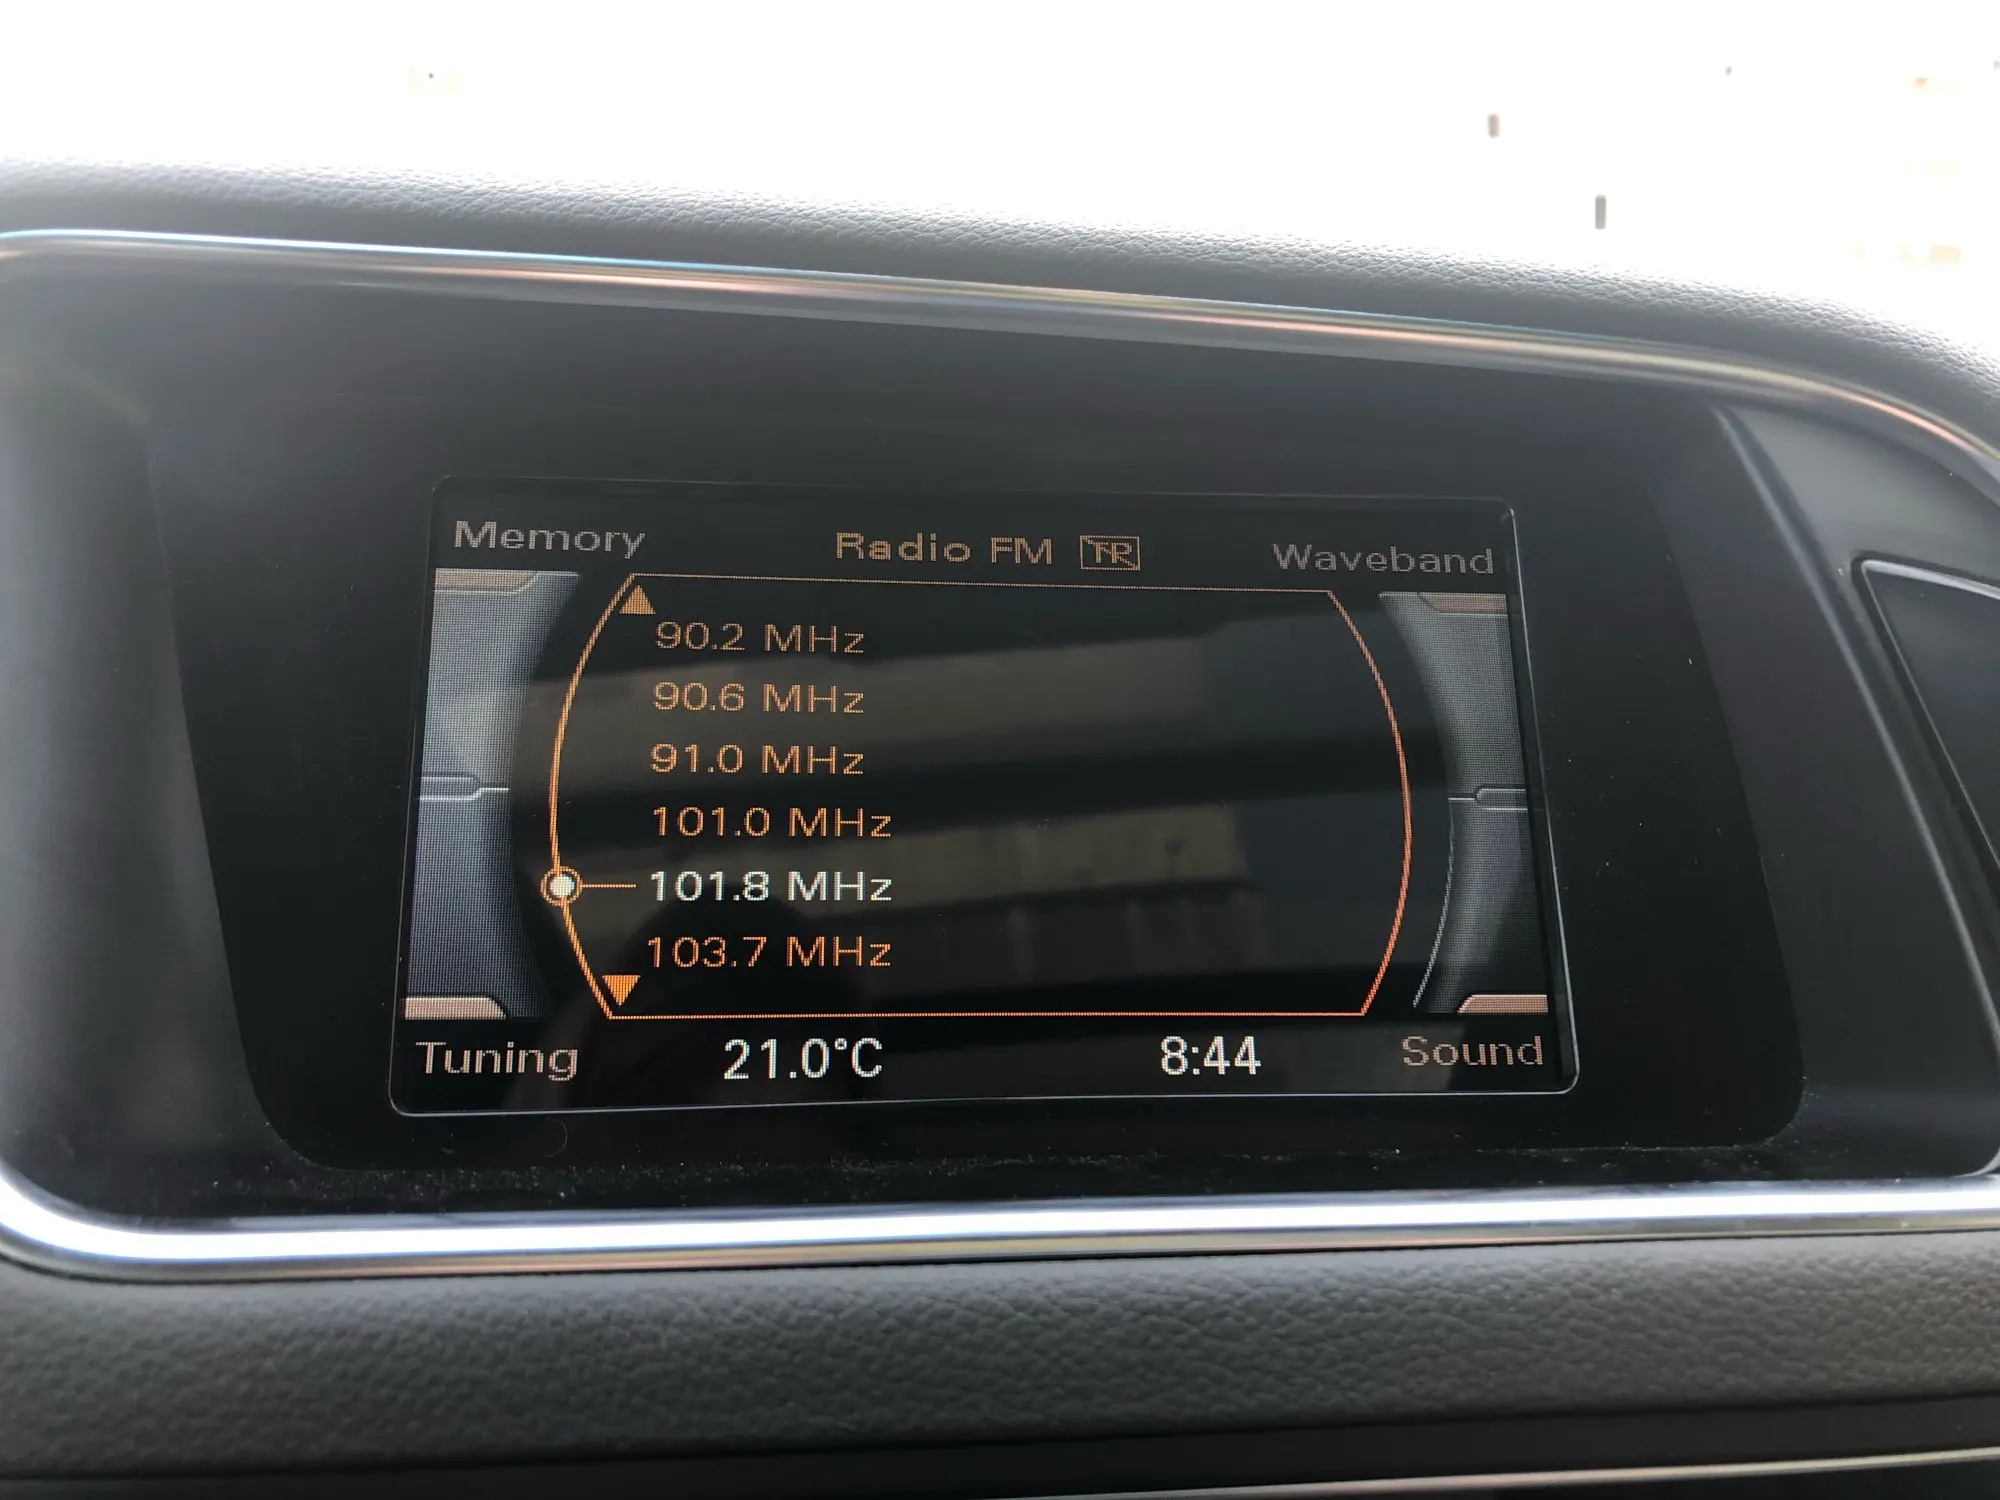 Memory Radio FM TP Waveband
90.2 MHz
90.6 MHz
91.0 MHz
101.0 MHz
101.8 MHz
103.7 MHz
Tuning 21.0°C 8:44 Sound